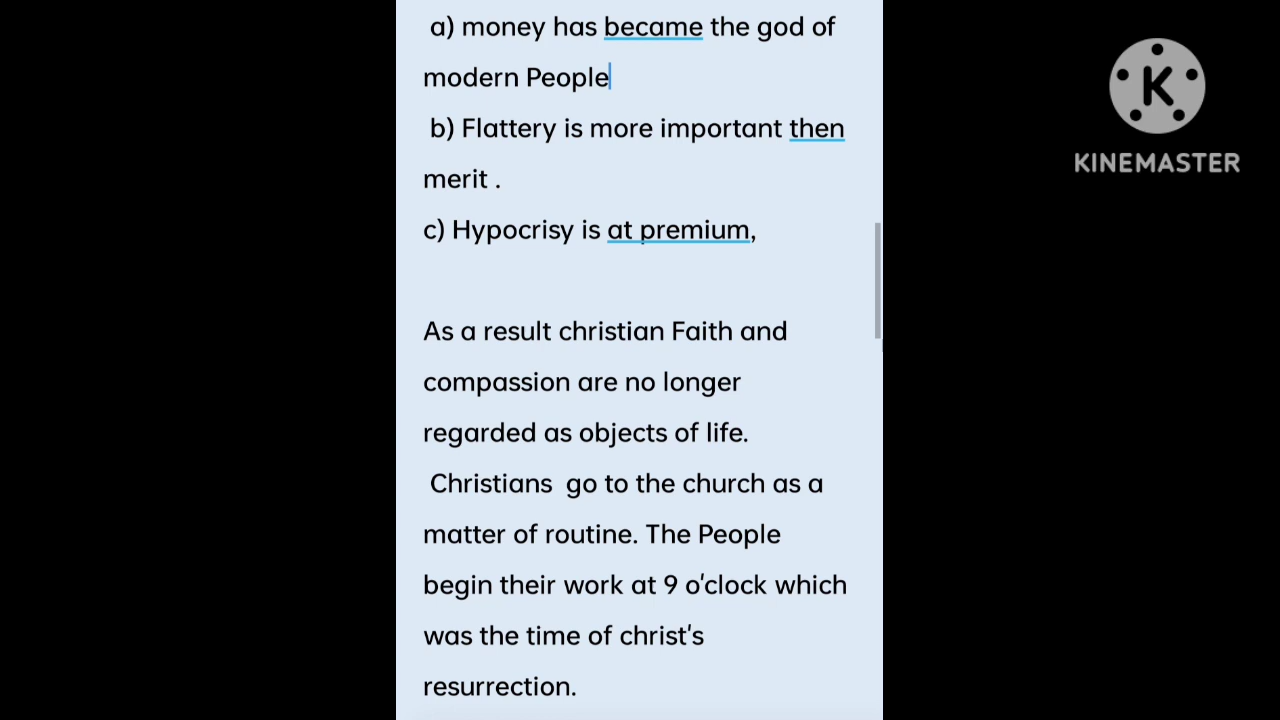 a) money has became the god of
modern People
b) Flattery is more important then
merit .
c) Hypocrisy is at premium,
As a result christian Faith and
compassion are no longer
regarded as objects of life.
Christians  go to the church as a
matter of routine. The People
begin their work at 9 o'clock which
was the time of christ's
resurrection.
K
KINEMASTER